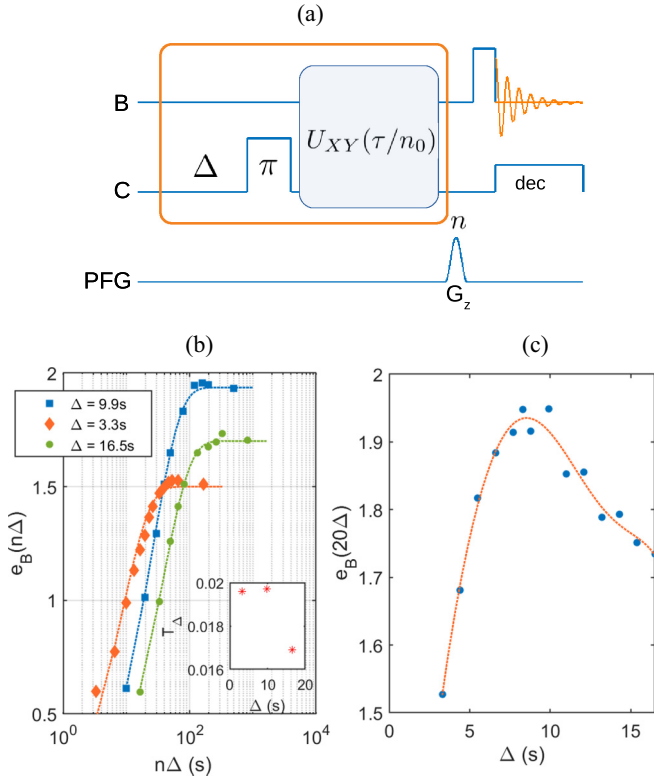 (a)
B
Δ
π
U_{XY}(τ/n_0)
C
dec
n
PFG
G_z
(b)
(c)
2
1.5
1
0.5
e_B(nΔ)
Δ = 9.9s
Δ = 3.3s
Δ = 16.5s
0.02
0.018
0.016
T_Δ
0
10
20
Δ (s)
10^0
10^2
10^4
nΔ (s)
2
1.9
1.8
1.7
1.6
1.5
e_B(20Δ)
0
5
10
15
Δ (s)